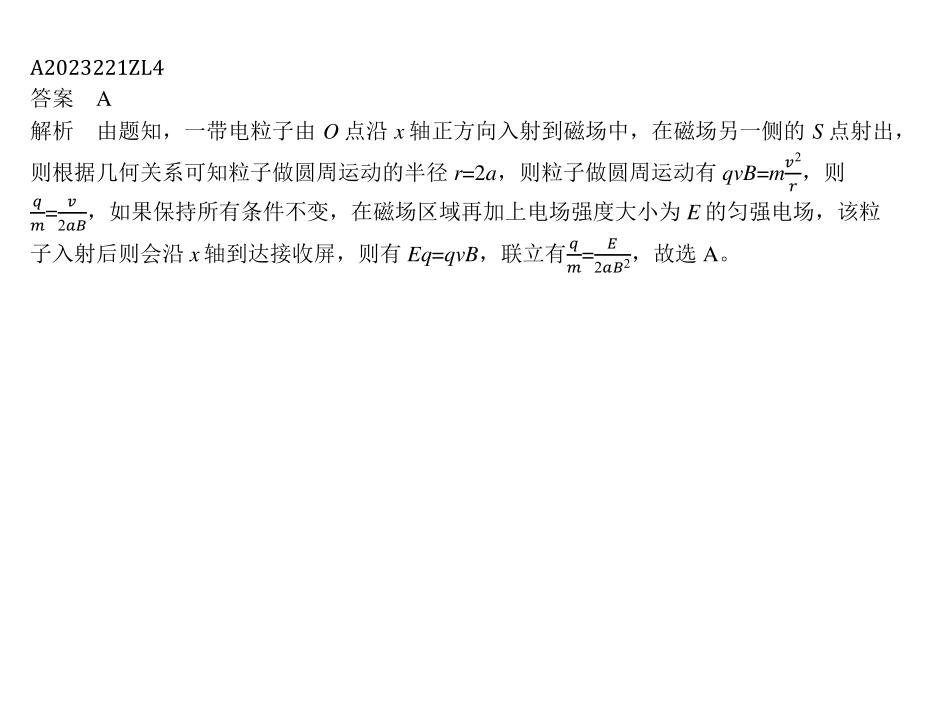 A2023221ZL4
答案 A
解析 由题知，一带电粒子由 O 点沿 x 轴正方向入射到磁场中，在磁场另一侧的 S 点射出，
则根据几何关系可知粒子做圆周运动的半径 r=2a，则粒子做圆周运动有 qvB=m\frac{v^2}{r}，则
\frac{q}{m}=\frac{v}{2aB}，如果保持所有条件不变，在磁场区域再加上电场强度大小为 E 的匀强电场，该粒
子入射后则会沿 x 轴到达接收屏，则有 Eq=qvB，联立有\frac{q}{m}=\frac{E}{2aB^2}，故选 A。